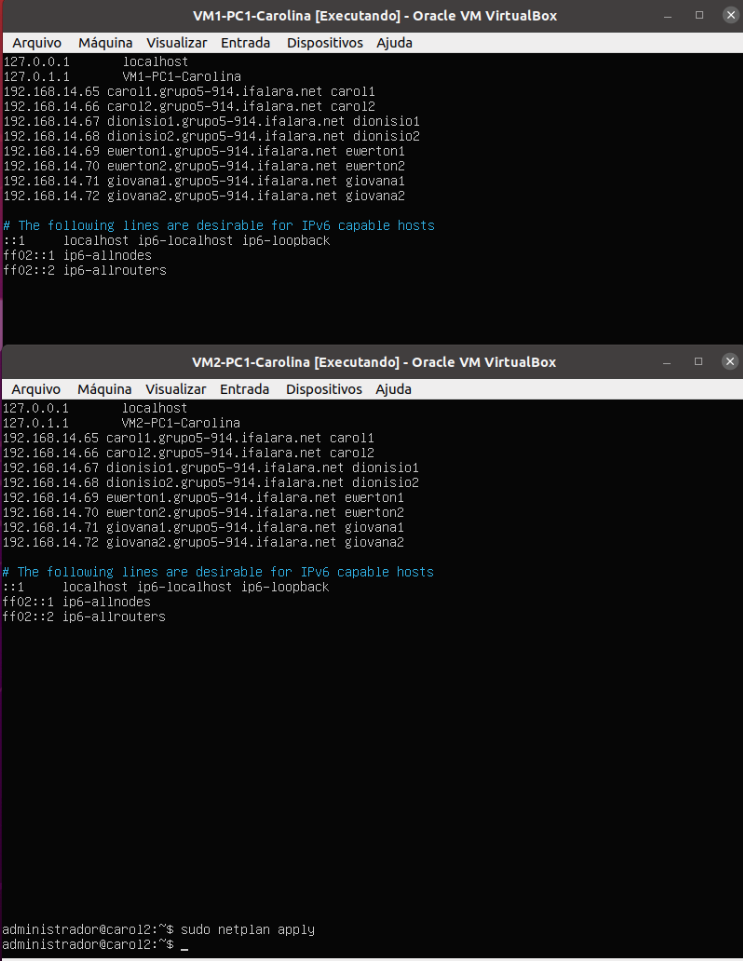 VM1-PC1-Carolina [Executando] - Oracle VM VirtualBox
Arquivo Máquina Visualizar Entrada Dispositivos Ajuda
127.0.0.1 localhost
127.0.1.1 VM1-PC1-Carolina
192.168.14.65 carol1.grupo5-914.ifalara.net carol1
192.168.14.66 carol2.grupo5-914.ifalara.net carol2
192.168.14.67 dionisio1.grupo5-914.ifalara.net dionisio1
192.168.14.68 dionisio2.grupo5-914.ifalara.net dionisio2
192.168.14.69 ewerton1.grupo5-914.ifalara.net ewerton1
192.168.14.70 ewerton2.grupo5-914.ifalara.net ewerton2
192.168.14.71 giovana1.grupo5-914.ifalara.net giovana1
192.168.14.72 giovana2.grupo5-914.ifalara.net giovana2
# The following lines are desirable for IPv6 capable hosts
::1 localhost ip6-localhost ip6-loopback
ff02::1 ip6-allnodes
ff02::2 ip6-allrouters
VM2-PC1-Carolina [Executando] - Oracle VM VirtualBox
Arquivo Máquina Visualizar Entrada Dispositivos Ajuda
127.0.0.1 localhost
127.0.1.1 VM2-PC1-Carolina
192.168.14.65 carol1.grupo5-914.ifalara.net carol1
192.168.14.66 carol2.grupo5-914.ifalara.net carol2
192.168.14.67 dionisio1.grupo5-914.ifalara.net dionisio1
192.168.14.68 dionisio2.grupo5-914.ifalara.net dionisio2
192.168.14.69 ewerton1.grupo5-914.ifalara.net ewerton1
192.168.14.70 ewerton2.grupo5-914.ifalara.net ewerton2
192.168.14.71 giovana1.grupo5-914.ifalara.net giovana1
192.168.14.72 giovana2.grupo5-914.ifalara.net giovana2
# The following lines are desirable for IPv6 capable hosts
::1 localhost ip6-localhost ip6-loopback
ff02::1 ip6-allnodes
ff02::2 ip6-allrouters
administrador@carol2:~$ sudo netplan apply
administrador@carol2:~$ _